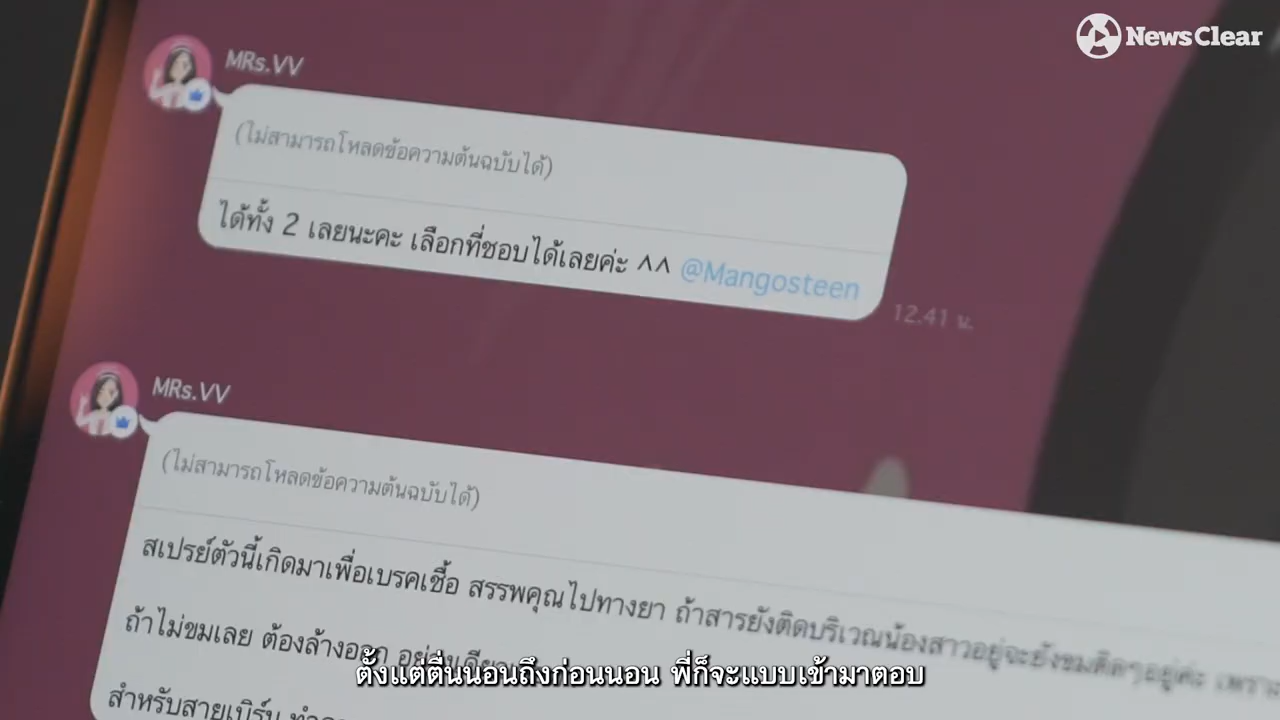 News Clear
MRs.VV
(ไม่สามารถโหลดข้อความต้นฉบับได้)
ได้ทั้ง 2 เลยนะคะ เลือกที่ชอบได้เลยค่ะ ^^ @Mangosteen
12.41 น.
MRs.VV
(ไม่สามารถโหลดข้อความต้นฉบับได้)
สเปรย์ตัวนี้เกิดมาเพื่อเบรคเชื้อ สรรพคุณไปทางยา ถ้าสารยังติดบริเวณน้องสาวอยู่จะยังขมติดๆอยู่ค่ะ เพราะ
ถ้าไม่ขมเลย ต้องล้างออก
สำหรับสายเบิร์น
ตั้งแต่ตื่นนอนถึงก่อนนอน พี่ก็จะแบบเข้ามาตอบ